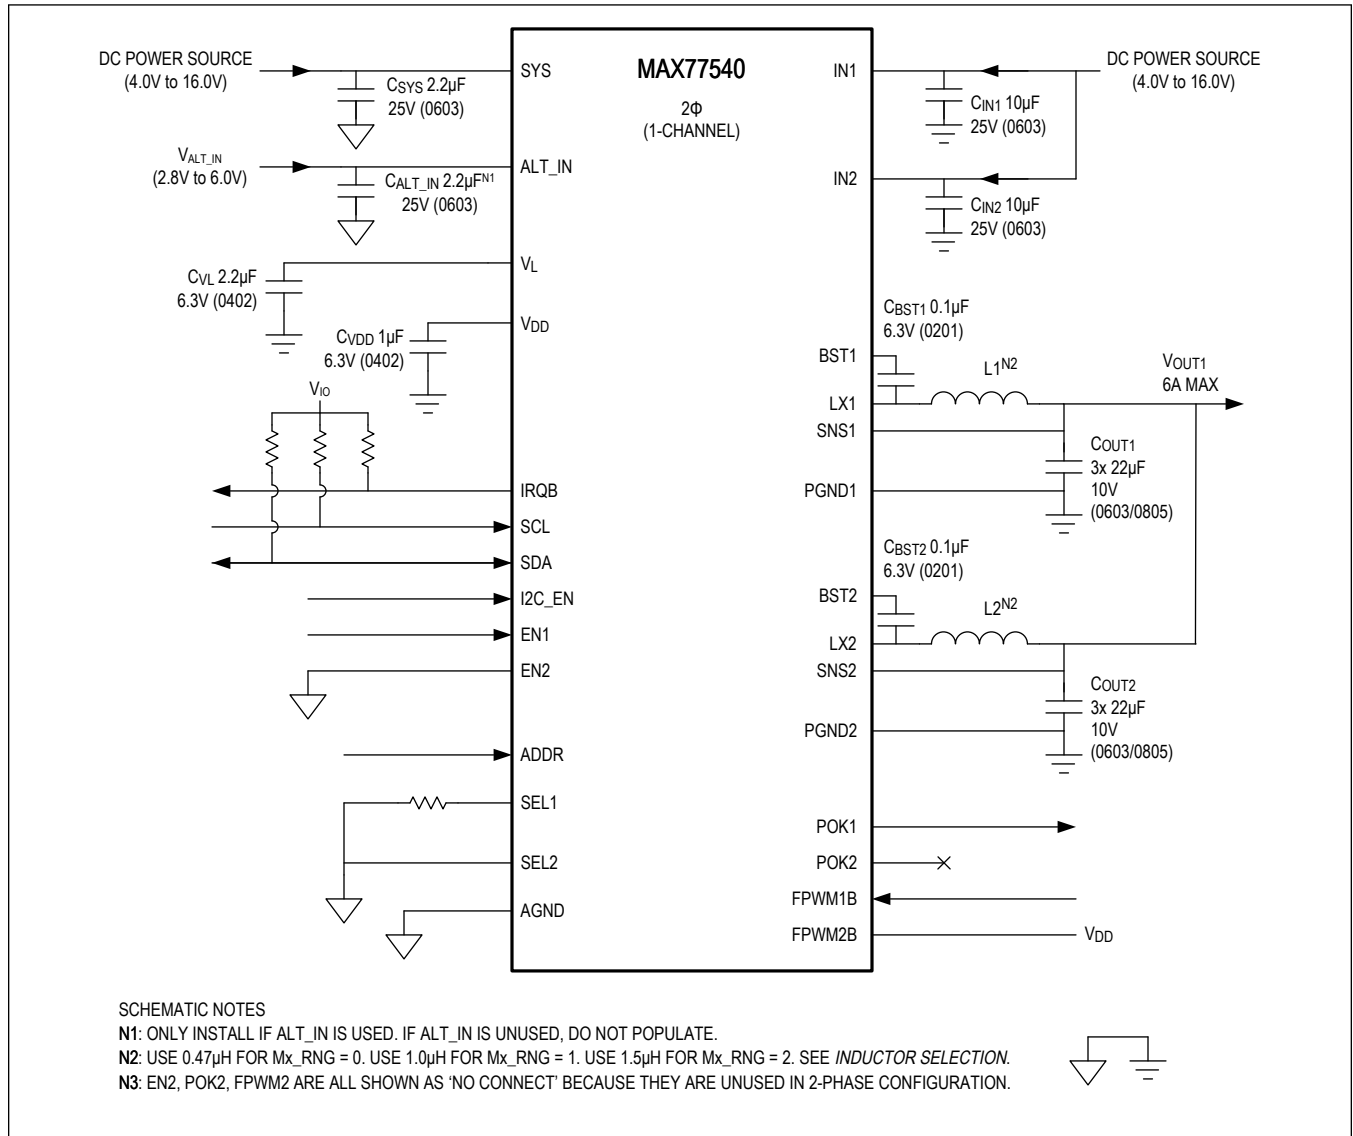 DC POWER SOURCE
(4.0V to 16.0V)
CSYS 2.2µF
25V (0603)
VALT_IN
(2.8V to 6.0V)
CALT_IN 2.2µFN1
25V (0603)
CVL 2.2µF
6.3V (0402)
CVDD 1µF
6.3V (0402)
VIO
SYS
ALT_IN
VL
VDD
IRQB
SCL
SDA
I2C_EN
EN1
EN2
ADDR
SEL1
SEL2
AGND
MAX77540
2Φ
(1-CHANNEL)
IN1
IN2
BST1
LX1
SNS1
PGND1
BST2
LX2
SNS2
PGND2
POK1
POK2
FPWM1B
FPWM2B
DC POWER SOURCE
(4.0V to 16.0V)
CIN1 10µF
25V (0603)
CIN2 10µF
25V (0603)
CBST1 0.1µF
6.3V (0201)
L1N2
VOUT1
6A MAX
COUT1
3x 22µF
10V
(0603/0805)
CBST2 0.1µF
6.3V (0201)
L2N2
COUT2
3x 22µF
10V
(0603/0805)
VDD
SCHEMATIC NOTES
N1: ONLY INSTALL IF ALT_IN IS USED. IF ALT_IN IS UNUSED, DO NOT POPULATE.
N2: USE 0.47µH FOR Mx_RNG = 0. USE 1.0µH FOR Mx_RNG = 1. USE 1.5µH FOR Mx_RNG = 2. SEE INDUCTOR SELECTION.
N3: EN2, POK2, FPWM2 ARE ALL SHOWN AS ‘NO CONNECT’ BECAUSE THEY ARE UNUSED IN 2-PHASE CONFIGURATION.